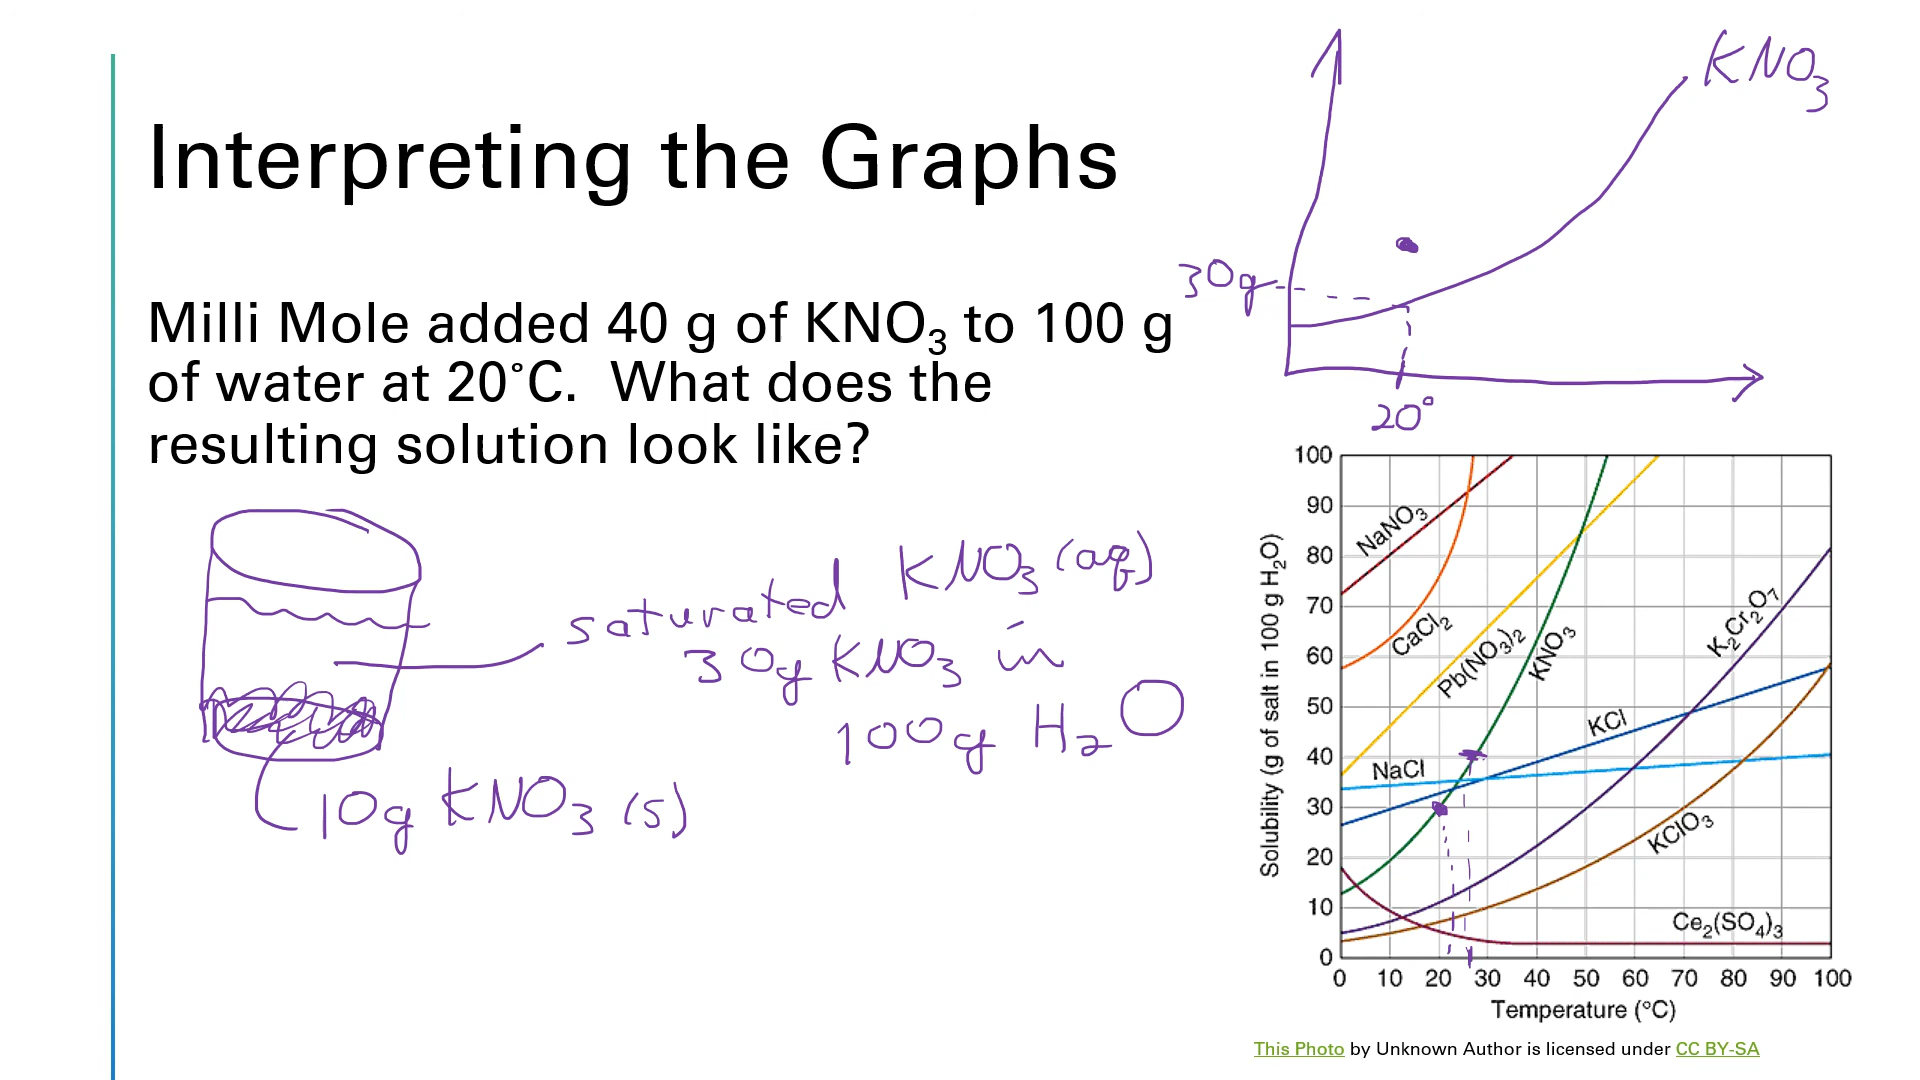 Interpreting the Graphs
KNO₃
Milli Mole added 40 g of KNO₃ to 100 g
of water at 20˚C.  What does the
resulting solution look like?
30g
20°
saturated KNO₃ (aq)
30g KNO₃ in
100g H₂O
10g KNO₃ (s)
Solubility (g of salt in 100 g H₂O)
100
90
80
70
60
50
40
30
20
10
0
NaNO₃
CaCl₂
Pb(NO₃)₂
KNO₃
K₂Cr₂O₇
KCl
NaCl
KClO₃
Ce₂(SO₄)₃
0 10 20 30 40 50 60 70 80 90 100
Temperature (°C)
This Photo by Unknown Author is licensed under CC BY-SA